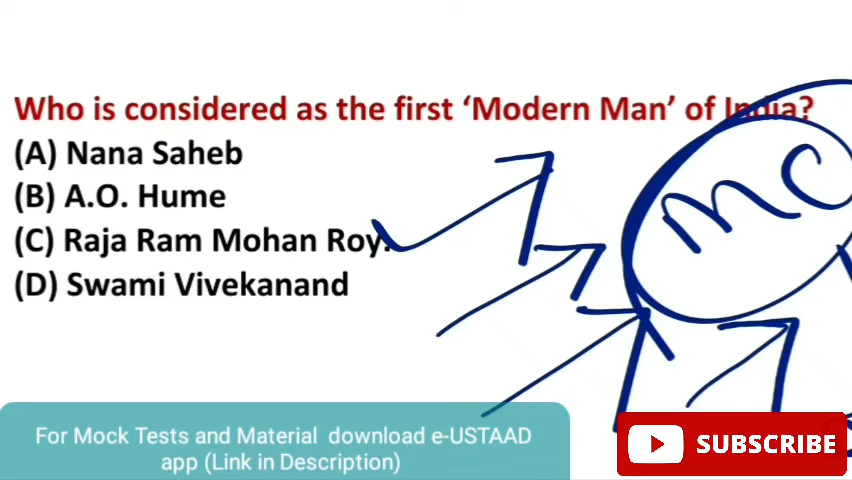 Who is considered as the first ‘Modern Man’ of India?
(A) Nana Saheb
(B) A.O. Hume
(C) Raja Ram Mohan Roy.
(D) Swami Vivekanand
For Mock Tests and Material download e-USTAAD
app (Link in Description)
SUBSCRIBE